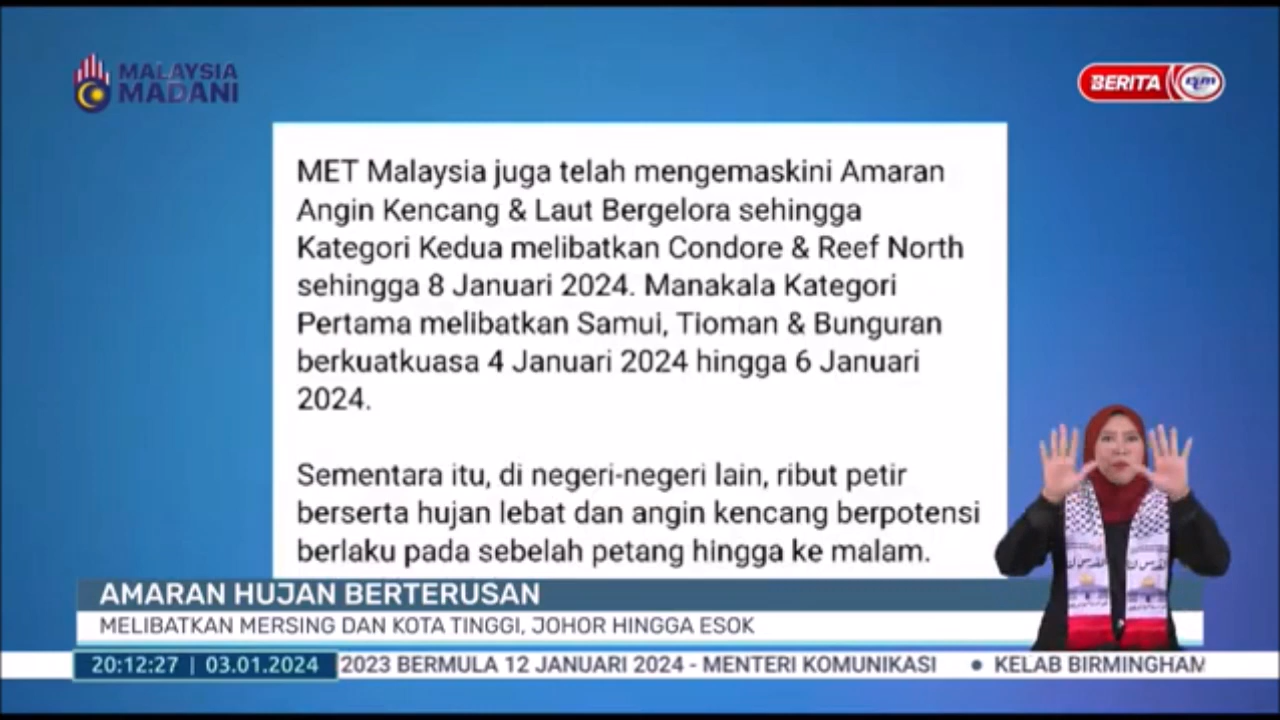 MALAYSIA
MADANI
BERITA rtm
MET Malaysia juga telah mengemaskini Amaran
Angin Kencang & Laut Bergelora sehingga
Kategori Kedua melibatkan Condore & Reef North
sehingga 8 Januari 2024. Manakala Kategori
Pertama melibatkan Samui, Tioman & Bunguran
berkuatkuasa 4 Januari 2024 hingga 6 Januari
2024.
Sementara itu, di negeri-negeri lain, ribut petir
berserta hujan lebat dan angin kencang berpotensi
berlaku pada sebelah petang hingga ke malam.
AMARAN HUJAN BERTERUSAN
MELIBATKAN MERSING DAN KOTA TINGGI, JOHOR HINGGA ESOK
20:12:27 | 03.01.2024 2023 BERMULA 12 JANUARI 2024 - MENTERI KOMUNIKASI • KELAB BIRMINGHAM